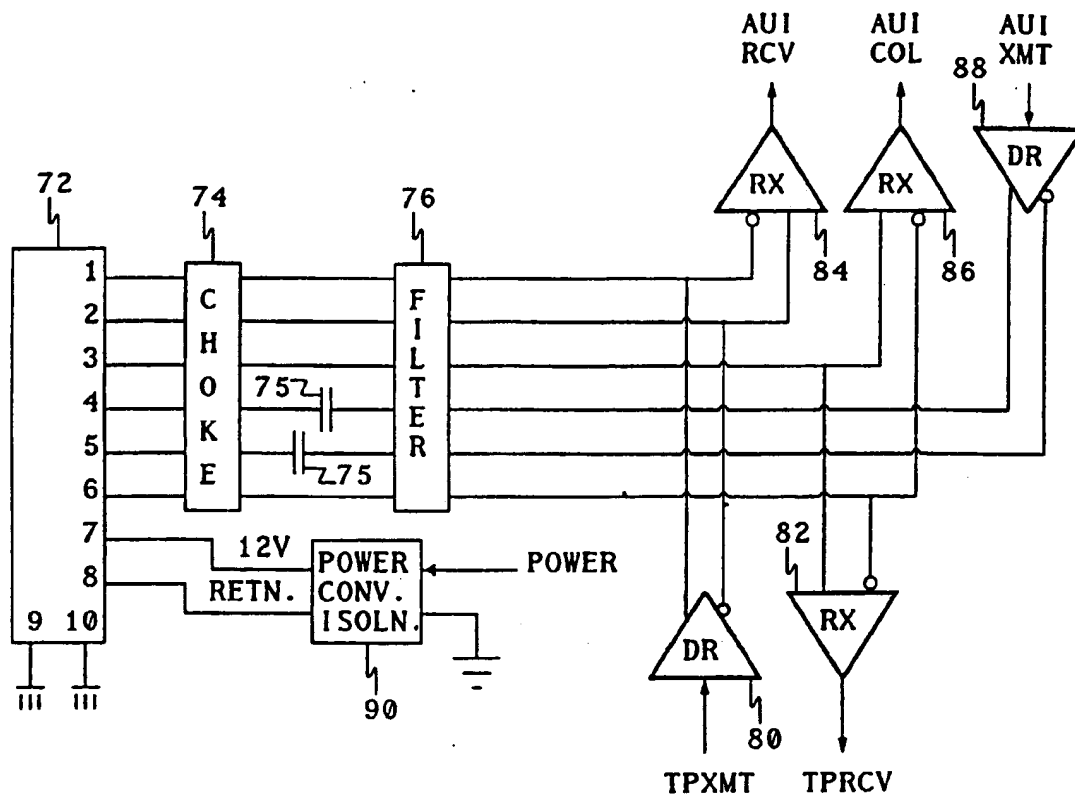 AUI RCV
AUI COL
AUI XMT
88
DR
RX
RX
84
86
72
74
76
1
2
3
4
5
6
7
8
9 10
CHOKE
75
75
FILTER
12V
RETN.
POWER
CONV.
ISOLN.
POWER
90
82
DR
RX
80
TPXMT
TPRCV